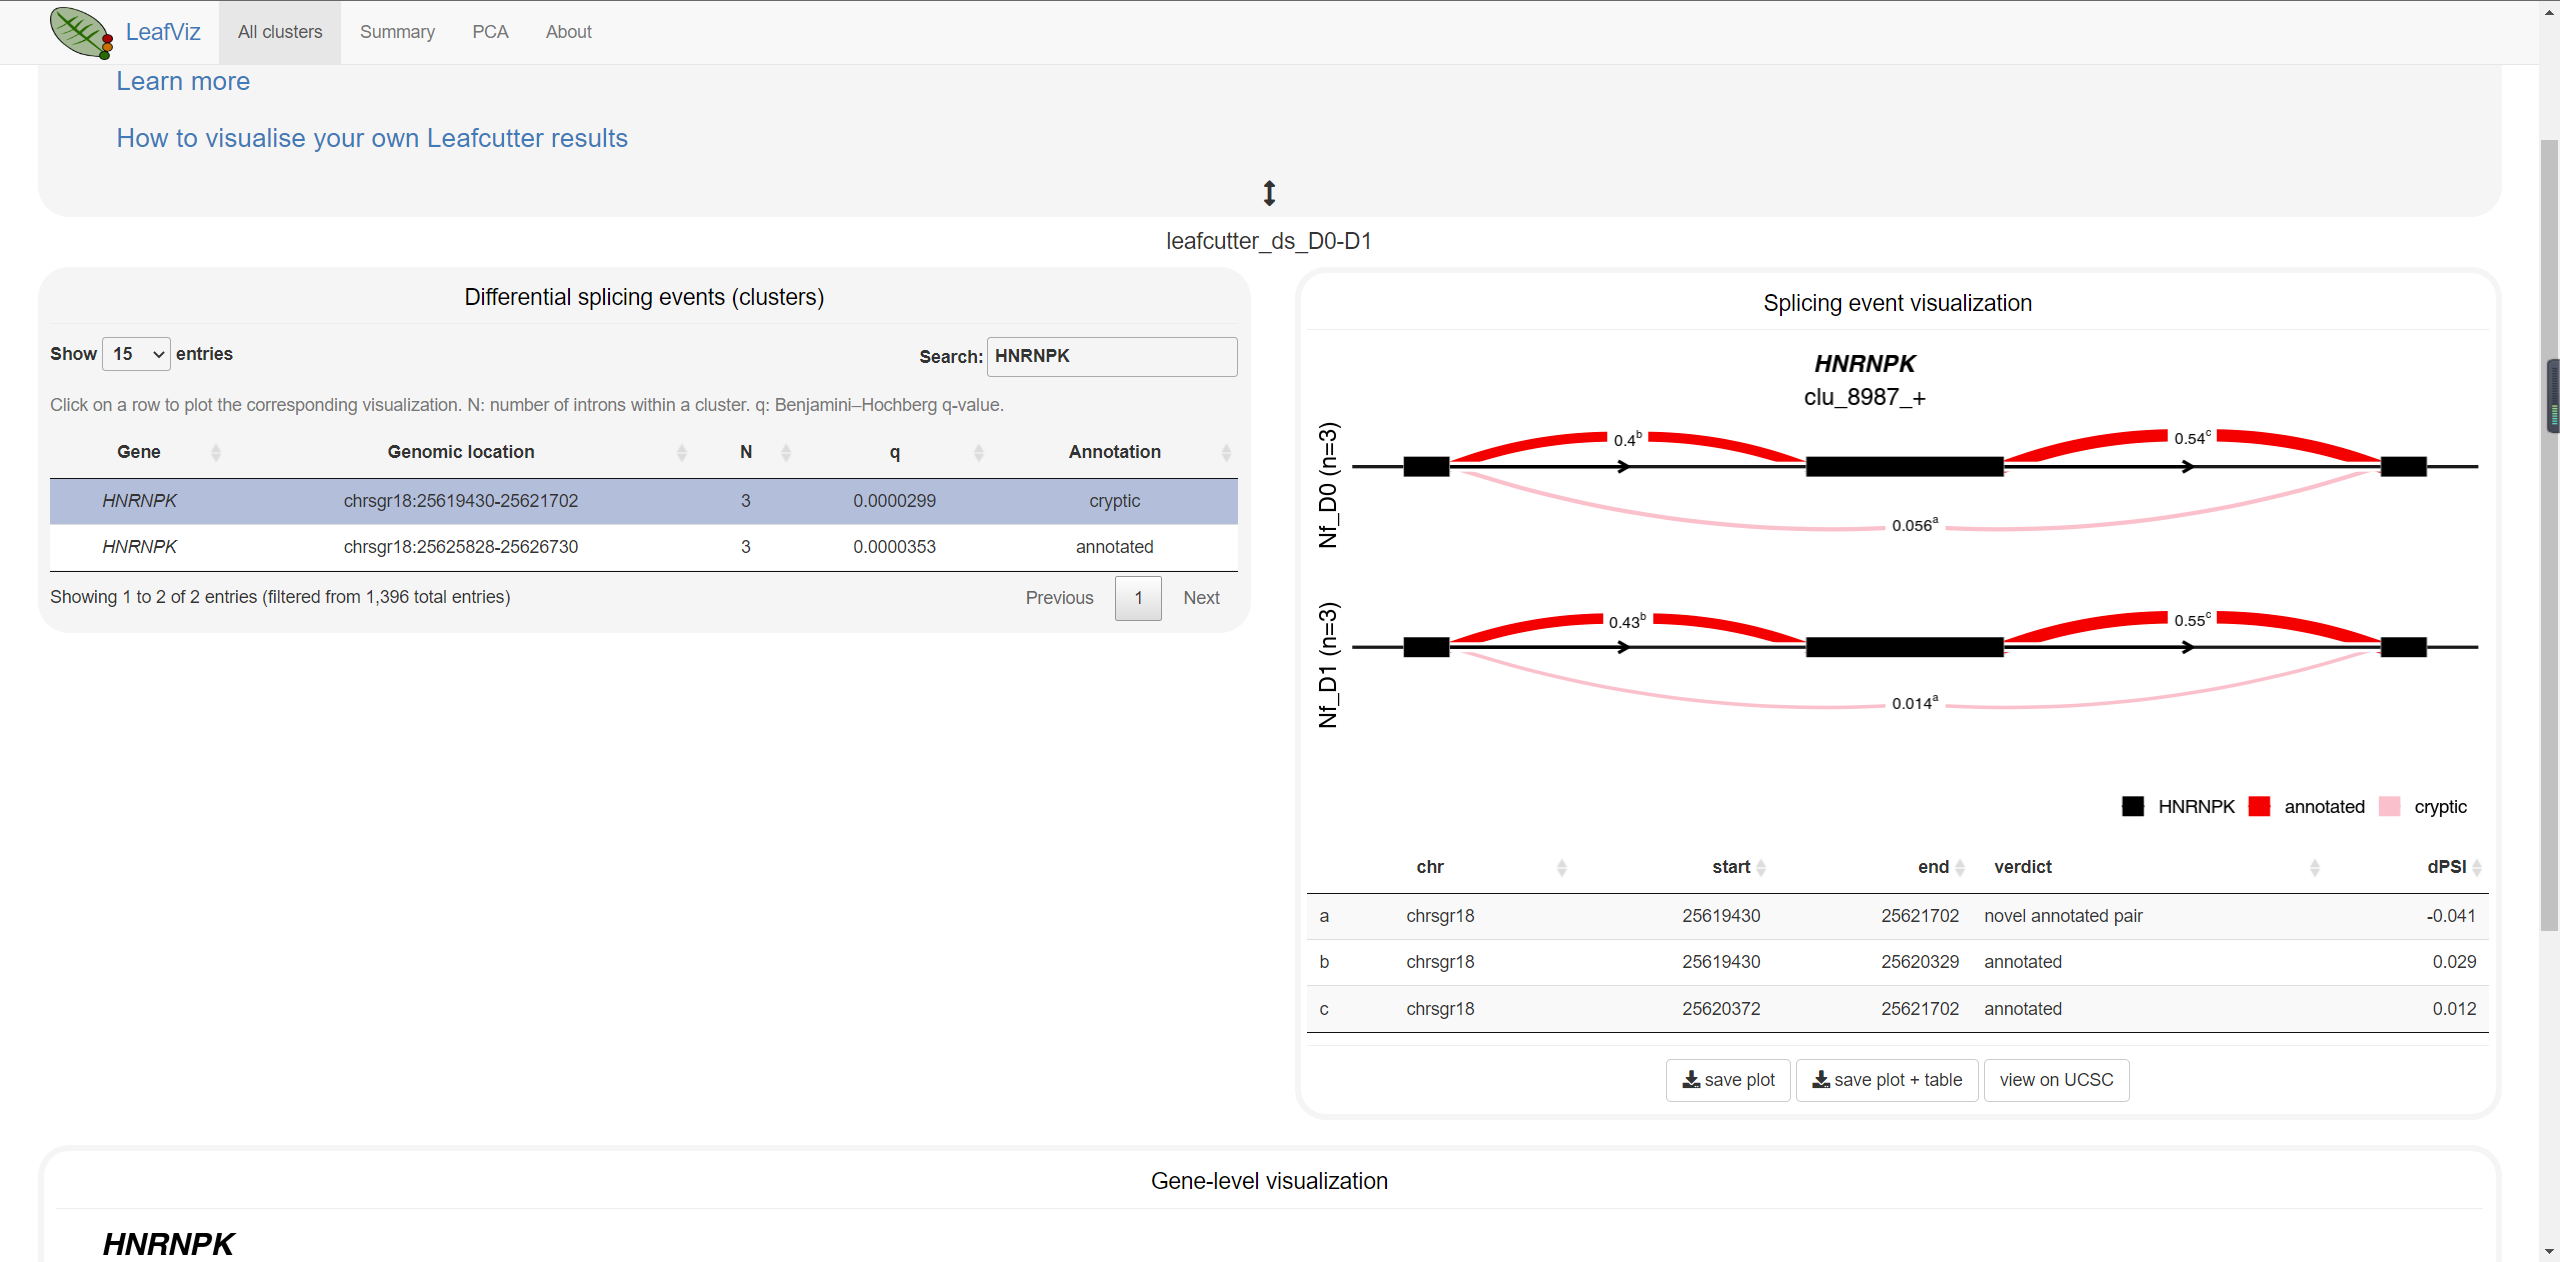 LeafViz All clusters Summary PCA About
Learn more
How to visualise your own Leafcutter results
leafcutter_ds_D0-D1
Differential splicing events (clusters)
Show 15 entries Search: HNRNPK
Click on a row to plot the corresponding visualization. N: number of introns within a cluster. q: Benjamini–Hochberg q-value.
Gene Genomic location N q Annotation
HNRNPK chrsgr18:25619430-25621702 3 0.0000299 cryptic
HNRNPK chrsgr18:25625828-25626730 3 0.0000353 annotated
Showing 1 to 2 of 2 entries (filtered from 1,396 total entries) Previous 1 Next
Splicing event visualization
HNRNPK
clu_8987_+
Nf_D0 (n=3)
0.4b 0.54c
0.056a
Nf_D1 (n=3)
0.43b 0.55c
0.014a
HNRNPK annotated cryptic
chr start end verdict dPSI
a chrsgr18 25619430 25621702 novel annotated pair -0.041
b chrsgr18 25619430 25620329 annotated 0.029
c chrsgr18 25620372 25621702 annotated 0.012
save plot save plot + table view on UCSC
Gene-level visualization
HNRNPK